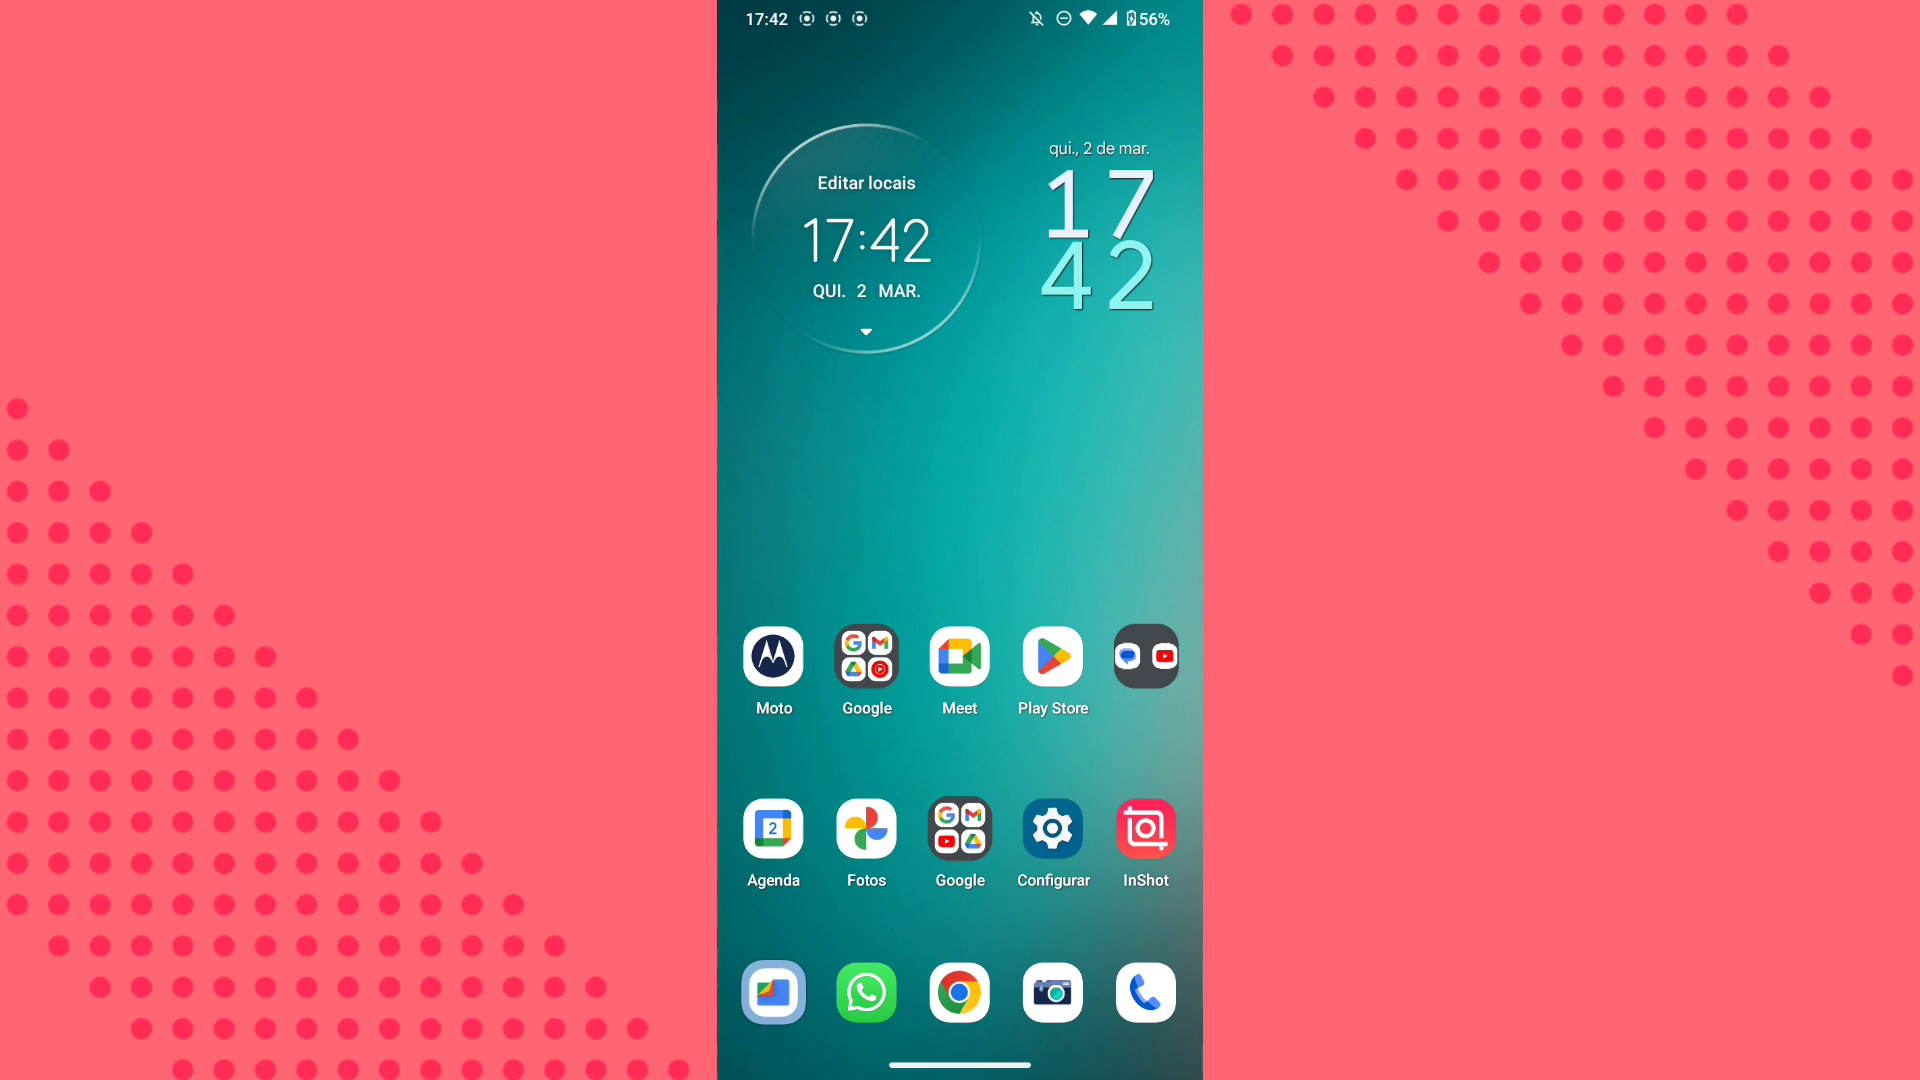 17:42 56%
Editar locais
17:42
QUI. 2 MAR.
qui., 2 de mar.
17
42
Moto Google Meet Play Store
2
Agenda Fotos Google Configurar InShot